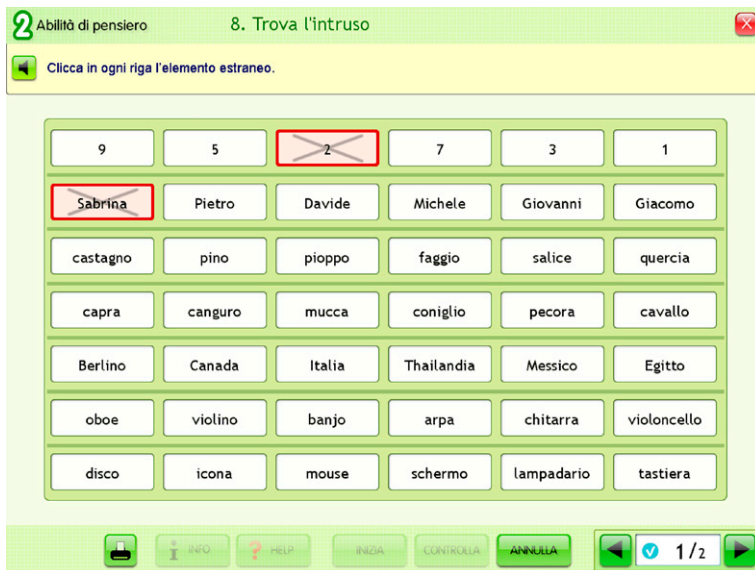 2 Abilità di pensiero 8. Trova l'intruso
Clicca in ogni riga l'elemento estraneo.
9 5 2 7 3 1
Sabrina Pietro Davide Michele Giovanni Giacomo
castagno pino pioppo faggio salice quercia
capra canguro mucca coniglio pecora cavallo
Berlino Canada Italia Thailandia Messico Egitto
oboe violino banjo arpa chitarra violoncello
disco icona mouse schermo lampadario tastiera
i INFO ? HELP INIZIA CONTROLLA ANNULLA 1/2